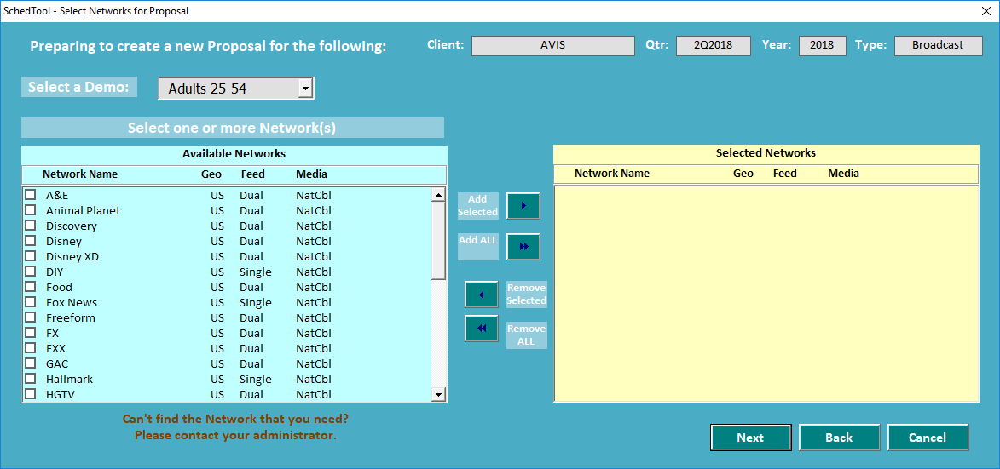 SchedTool - Select Networks for Proposal
Preparing to create a new Proposal for the following: Client: AVIS Qtr: 2Q2018 Year: 2018 Type: Broadcast
Select a Demo: Adults 25-54
Select one or more Network(s)
Available Networks
Network Name Geo Feed Media
A&E US Dual NatCbl
Animal Planet US Dual NatCbl
Discovery US Dual NatCbl
Disney US Dual NatCbl
Disney XD US Dual NatCbl
DIY US Single NatCbl
Food US Dual NatCbl
Fox News US Single NatCbl
Freeform US Dual NatCbl
FX US Dual NatCbl
FXX US Dual NatCbl
GAC US Dual NatCbl
Hallmark US Single NatCbl
HGTV US Dual NatCbl
Can't find the Network that you need?
Please contact your administrator.
Add
Selected
Add ALL
Remove
Selected
Remove
ALL
Selected Networks
Network Name Geo Feed Media
Next Back Cancel